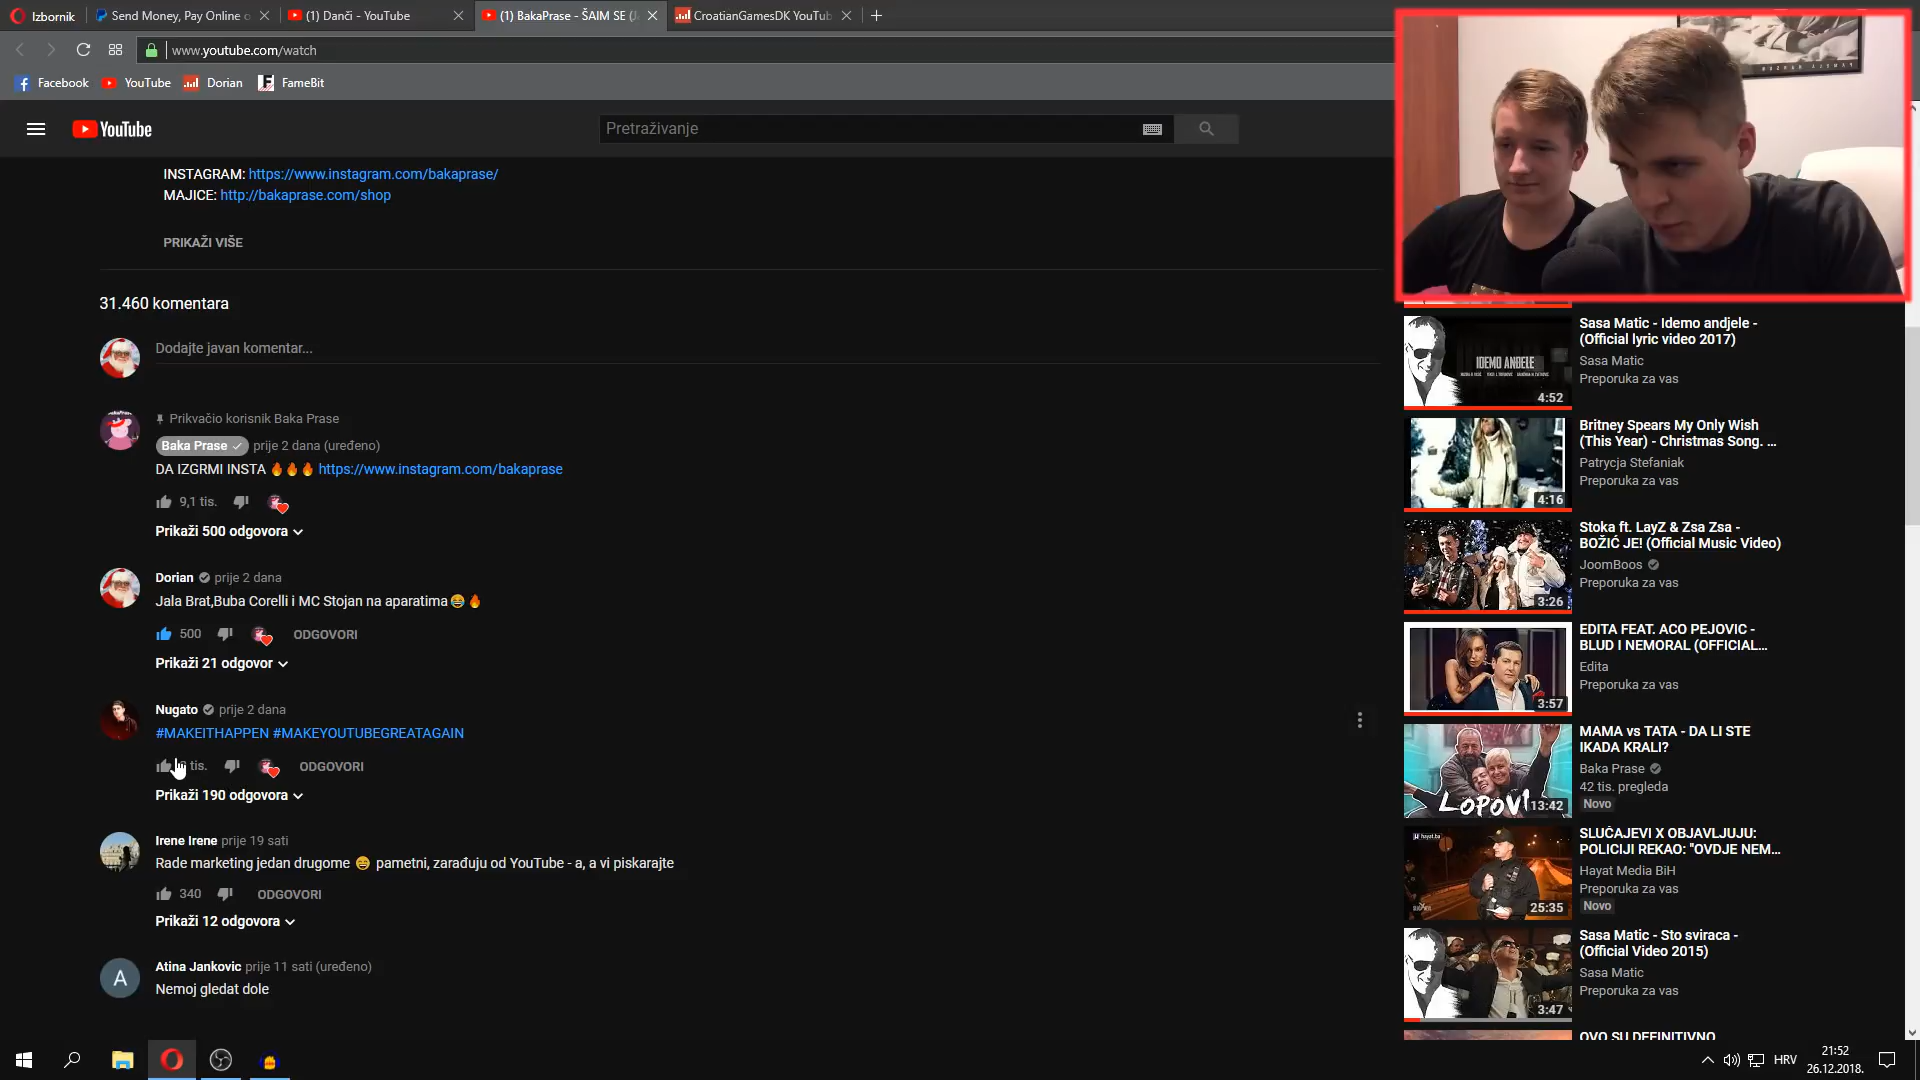 Izbornik
Send Money, Pay Online o
(1) Danči - YouTube
(1) BakaPrase - ŠAIM SE (J
CroatianGamesDK YouTub
www.youtube.com/watch
Facebook
YouTube
Dorian
FameBit
YouTube
Pretraživanje
INSTAGRAM: https://www.instagram.com/bakaprase/
MAJICE: http://bakaprase.com/shop
PRIKAŽI VIŠE
31.460 komentara
Dodajte javan komentar...
Prikvačio korisnik Baka Prase
Baka Prase prije 2 dana (uređeno)
DA IZGRMI INSTA 🔥🔥🔥 https://www.instagram.com/bakaprase
9,1 tis.
Prikaži 500 odgovora
Dorian prije 2 dana
Jala Brat,Buba Corelli i MC Stojan na aparatima😂🔥
500 ODGOVORI
Prikaži 21 odgovor
Nugato prije 2 dana
#MAKEITHAPPEN #MAKEYOUTUBEGREATAGAIN
tis. ODGOVORI
Prikaži 190 odgovora
Irene Irene prije 19 sati
Rade marketing jedan drugome 😄 pametni, zarađuju od YouTube - a, a vi piskarajte
340 ODGOVORI
Prikaži 12 odgovora
A
Atina Jankovic prije 11 sati (uređeno)
Nemoj gledat dole
Sasa Matic - Idemo andjele -
(Official lyric video 2017)
Sasa Matic
Preporuka za vas
IDEMO ANĐELE
4:52
Britney Spears My Only Wish
(This Year) - Christmas Song. ...
Patrycja Stefaniak
Preporuka za vas
4:16
Stoka ft. LayZ & Zsa Zsa -
BOŽIĆ JE! (Official Music Video)
JoomBoos
Preporuka za vas
3:26
EDITA FEAT. ACO PEJOVIC -
BLUD I NEMORAL (OFFICIAL...
Edita
Preporuka za vas
3:57
MAMA vs TATA - DA LI STE
IKADA KRALI?
Baka Prase
42 tis. pregleda
Novo
LOPOVI
13:42
SLUČAJEVI X OBJAVLJUJU:
POLICIJI REKAO: "OVDJE NEM...
Hayat Media BiH
Preporuka za vas
Novo
hayat.ba
25:35
Sasa Matic - Sto sviraca -
(Official Video 2015)
Sasa Matic
Preporuka za vas
3:47
OVO SU DEFINITIVNO
HRV
21:52
26.12.2018.